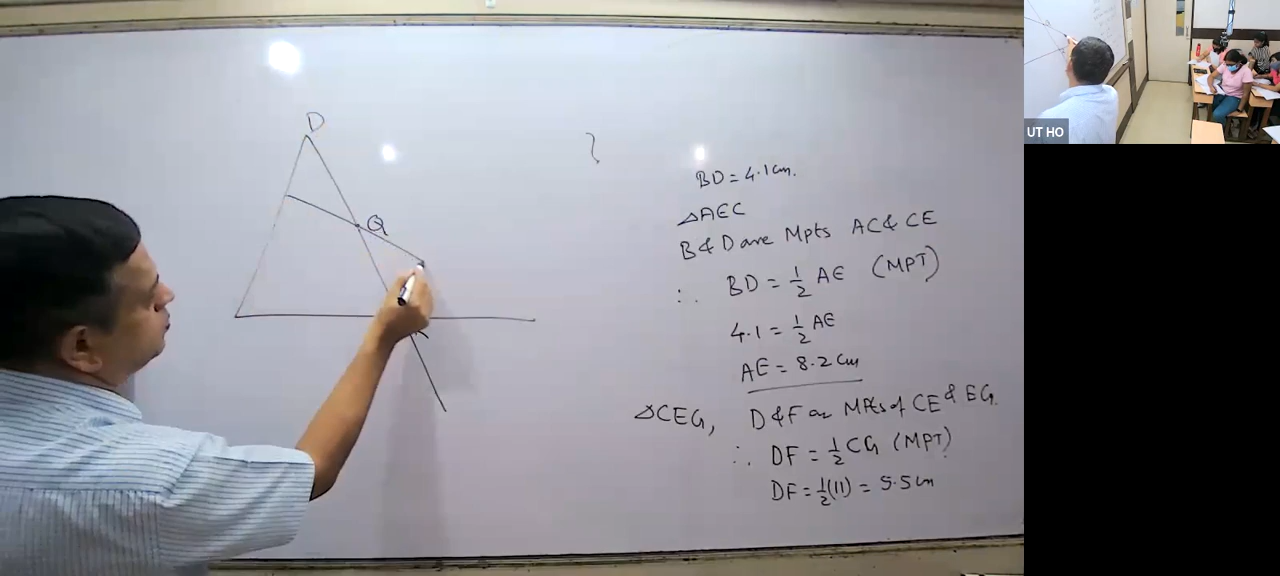 D
Q
BD = 4.1cm.
△AEC
B & D are Mpts AC & CE
∴ BD = 1/2 AE (MPT)
4.1 = 1/2 AE
AE = 8.2 cm
△CEG, D & F are Mpts of CE & EG.
∴ DF = 1/2 CG (MPT)
DF = 1/2 (11) = 5.5 cm
UT HO